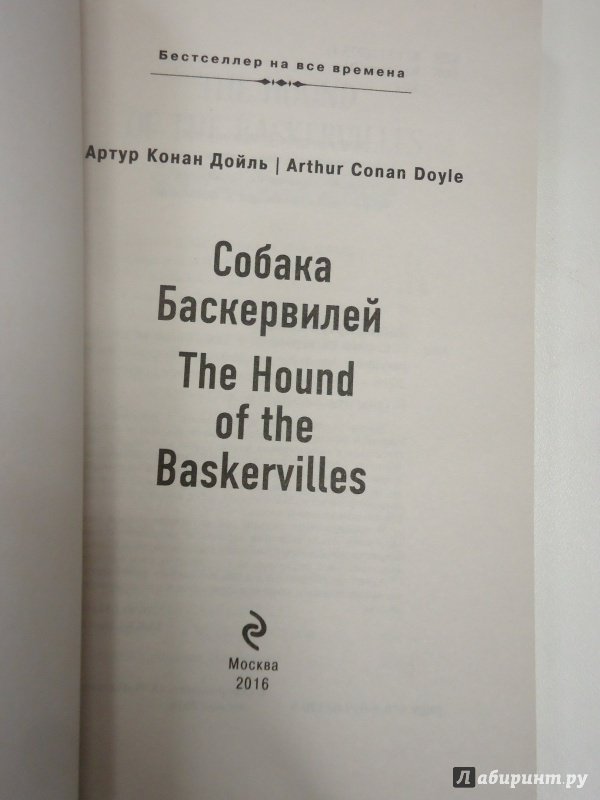 Бестселлер на все времена
Артур Конан Дойль | Arthur Conan Doyle
Собака
Баскервилей
The Hound
of the
Baskervilles
Москва
2016
Лабиринт.ру